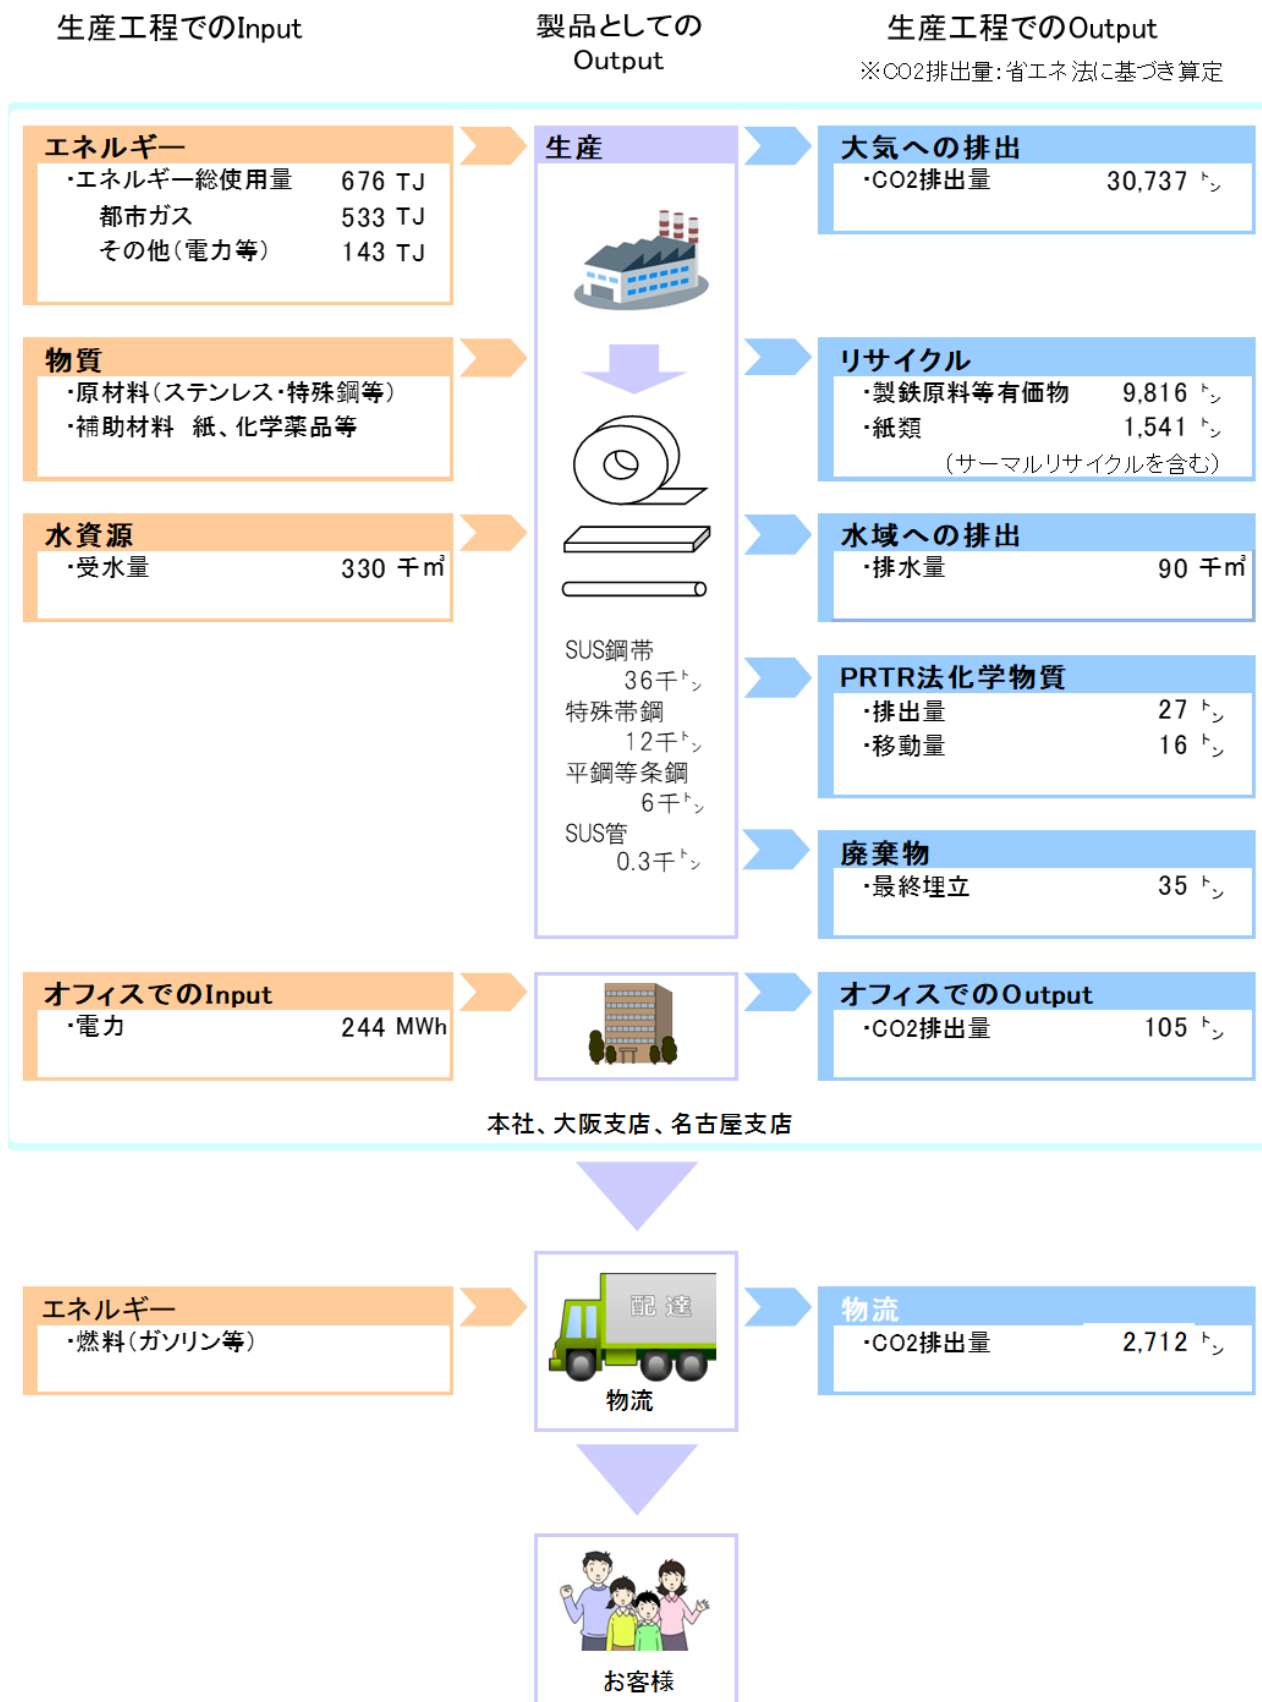 生産工程でのInput
製品としての
Output
生産工程でのOutput
※CO2排出量:省エネ法に基づき算定
エネルギー
・エネルギー総使用量 676 TJ
都市ガス 533 TJ
その他(電力等) 143 TJ
生産
大気への排出
・CO2排出量 30,737 トン
物質
・原材料(ステンレス・特殊鋼等)
・補助材料 紙、化学薬品等
リサイクル
・製鉄原料等有価物 9,816 トン
・紙類 1,541 トン
(サーマルリサイクルを含む)
水資源
・受水量 330 千㎥
水域への排出
・排水量 90 千㎥
SUS鋼帯
36千トン
特殊帯鋼
12千トン
平鋼等条鋼
6千トン
SUS管
0.3千トン
PRTR法化学物質
・排出量 27 トン
・移動量 16 トン
廃棄物
・最終埋立 35 トン
オフィスでのInput
・電力 244 MWh
オフィスでのOutput
・CO2排出量 105 トン
本社、大阪支店、名古屋支店
エネルギー
・燃料(ガソリン等)
配達
物流
物流
・CO2排出量 2,712 トン
お客様